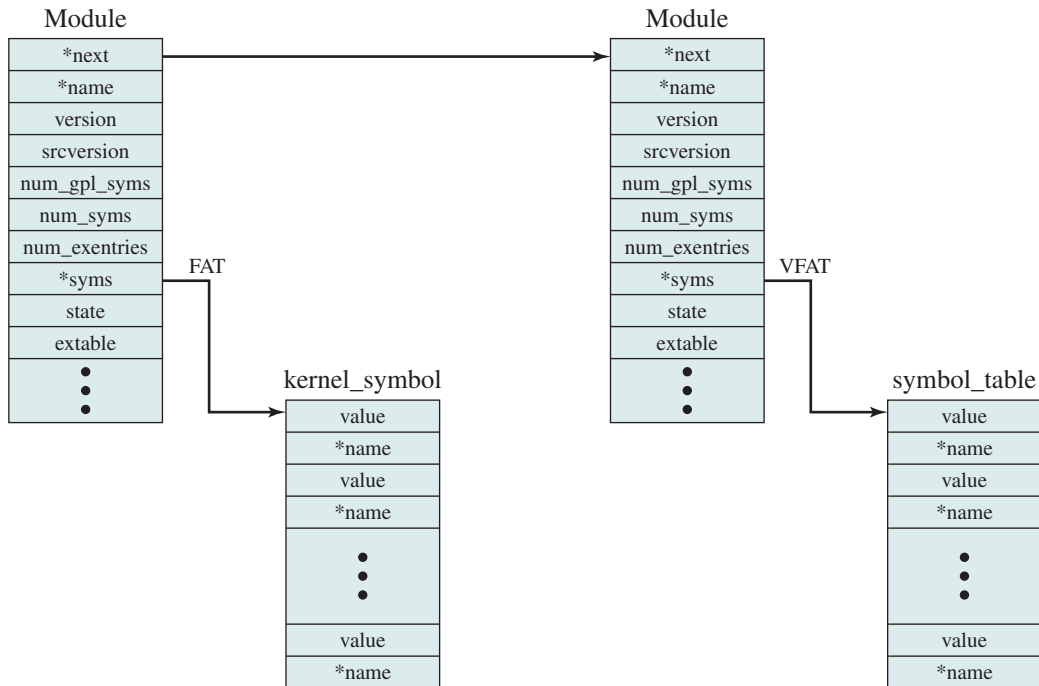 Module
*next
*name
version
srcversion
num_gpl_syms
num_syms
num_exentries
*syms
state
extable
FAT
kernel_symbol
value
*name
value
*name
value
*name
Module
*next
*name
version
srcversion
num_gpl_syms
num_syms
num_exentries
*syms
state
extable
VFAT
symbol_table
value
*name
value
*name
value
*name